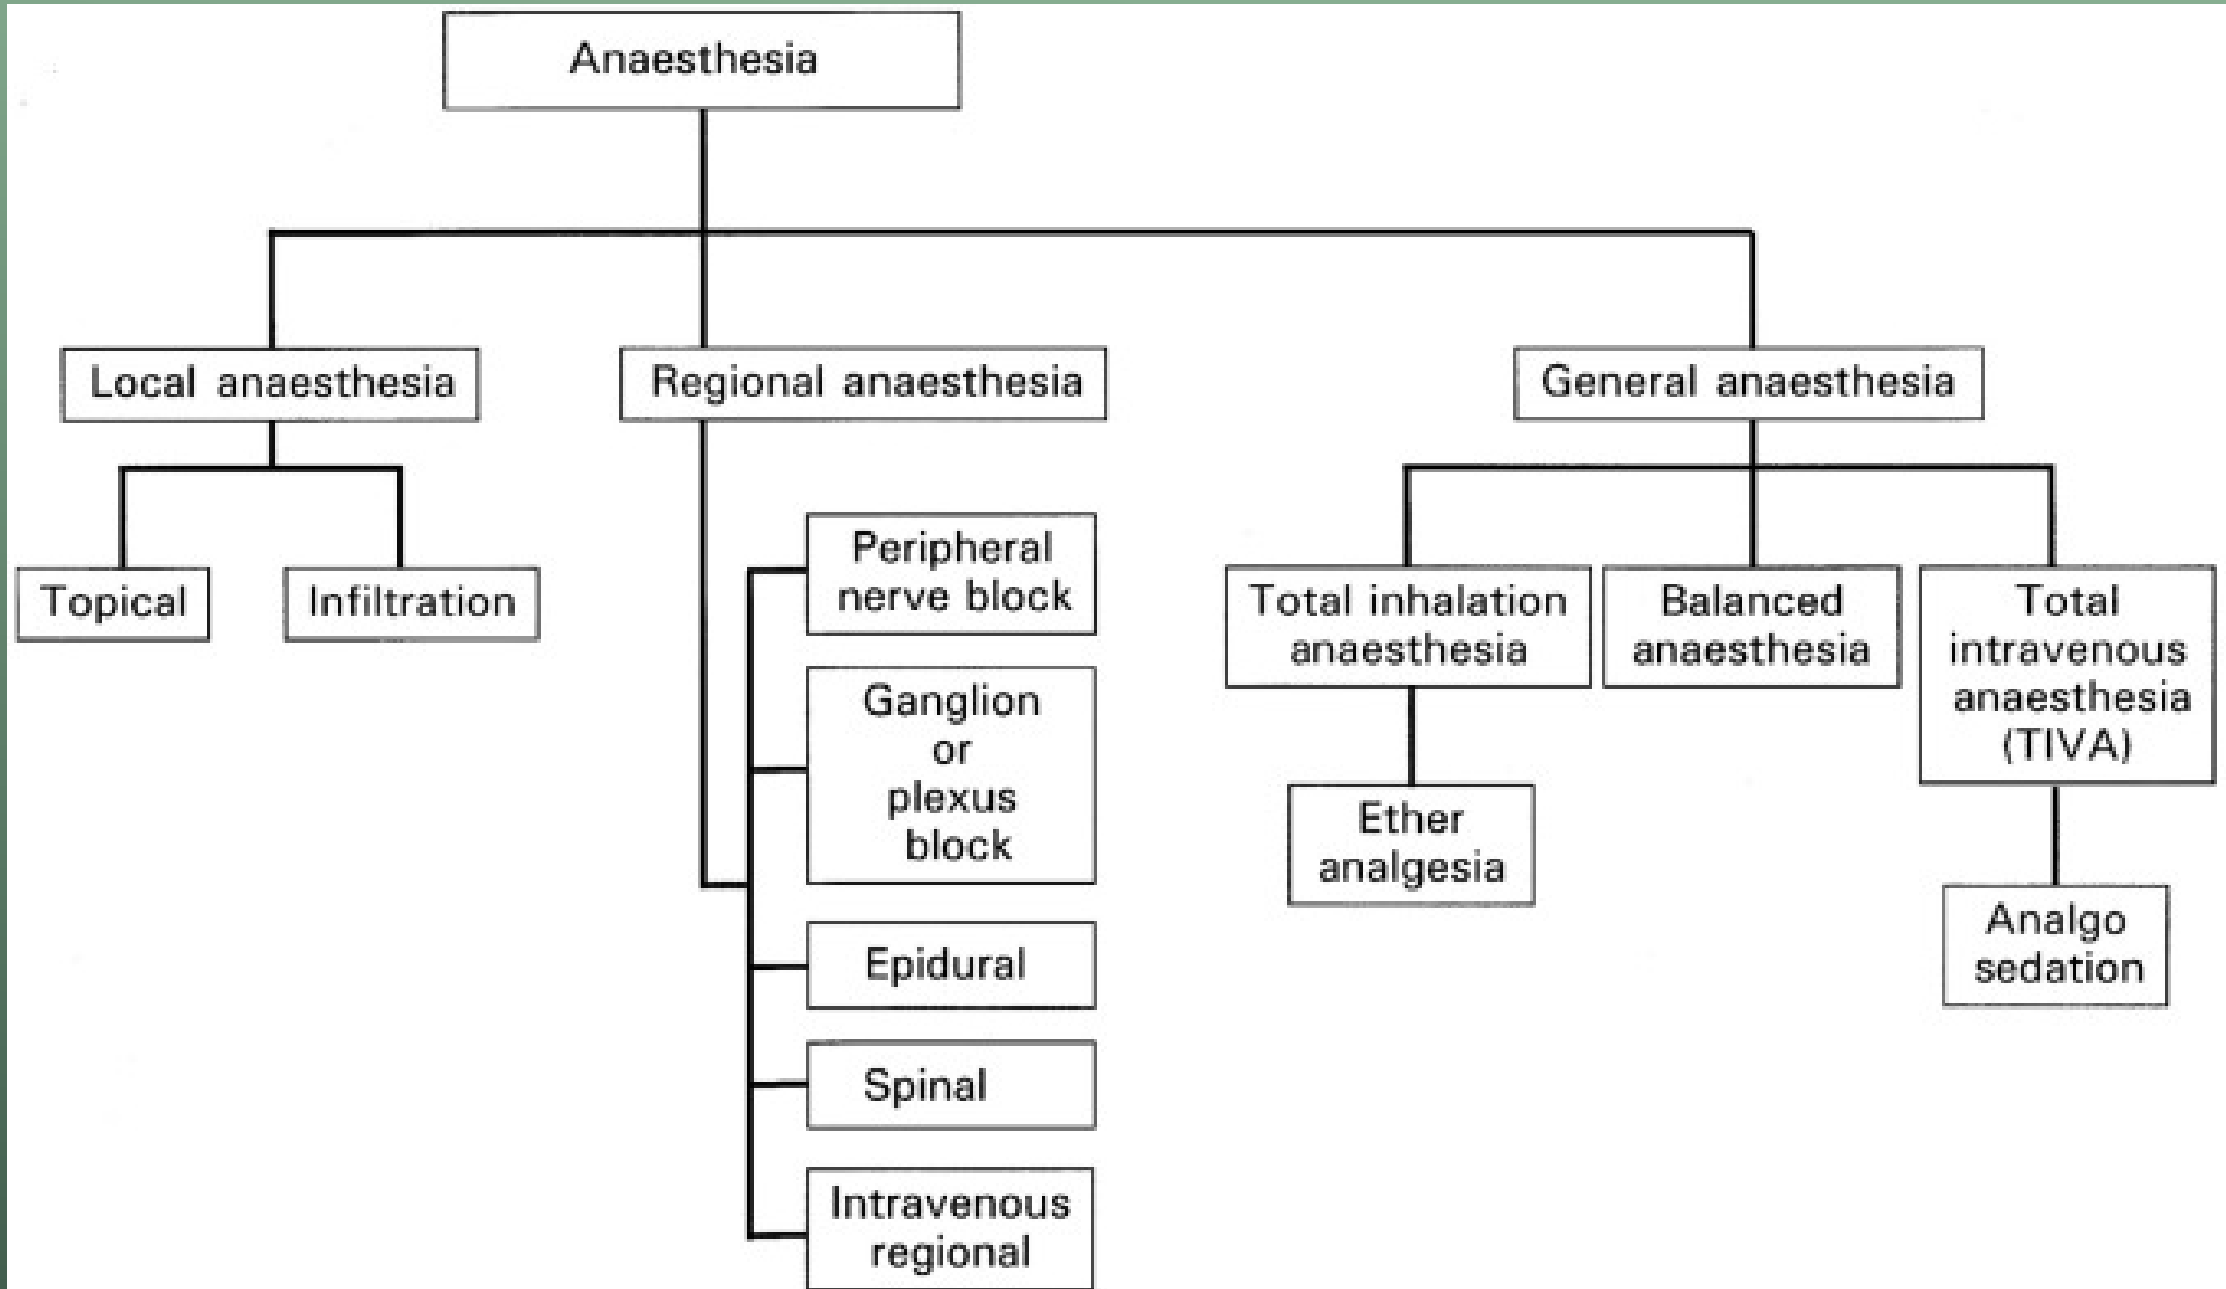 Anaesthesia
Local anaesthesia
Regional anaesthesia
General anaesthesia
Topical
Infiltration
Peripheral
nerve block
Ganglion
or
plexus
block
Epidural
Spinal
Intravenous
regional
Total inhalation
anaesthesia
Balanced
anaesthesia
Total
intravenous
anaesthesia
(TIVA)
Ether
analgesia
Analgo
sedation